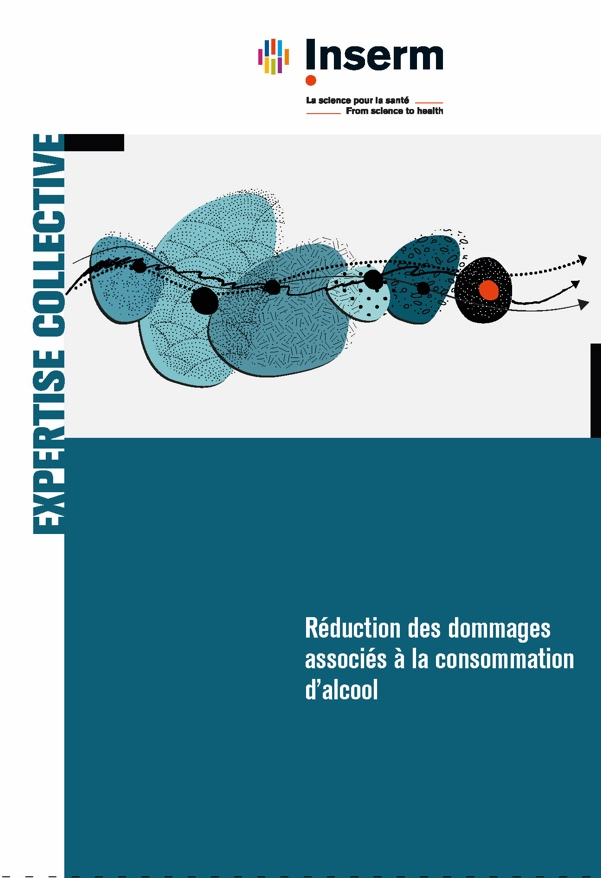 Inserm
La science pour la santé
From science to health
EXPERTISE COLLECTIVE
Réduction des dommages
associés à la consommation
d'alcool